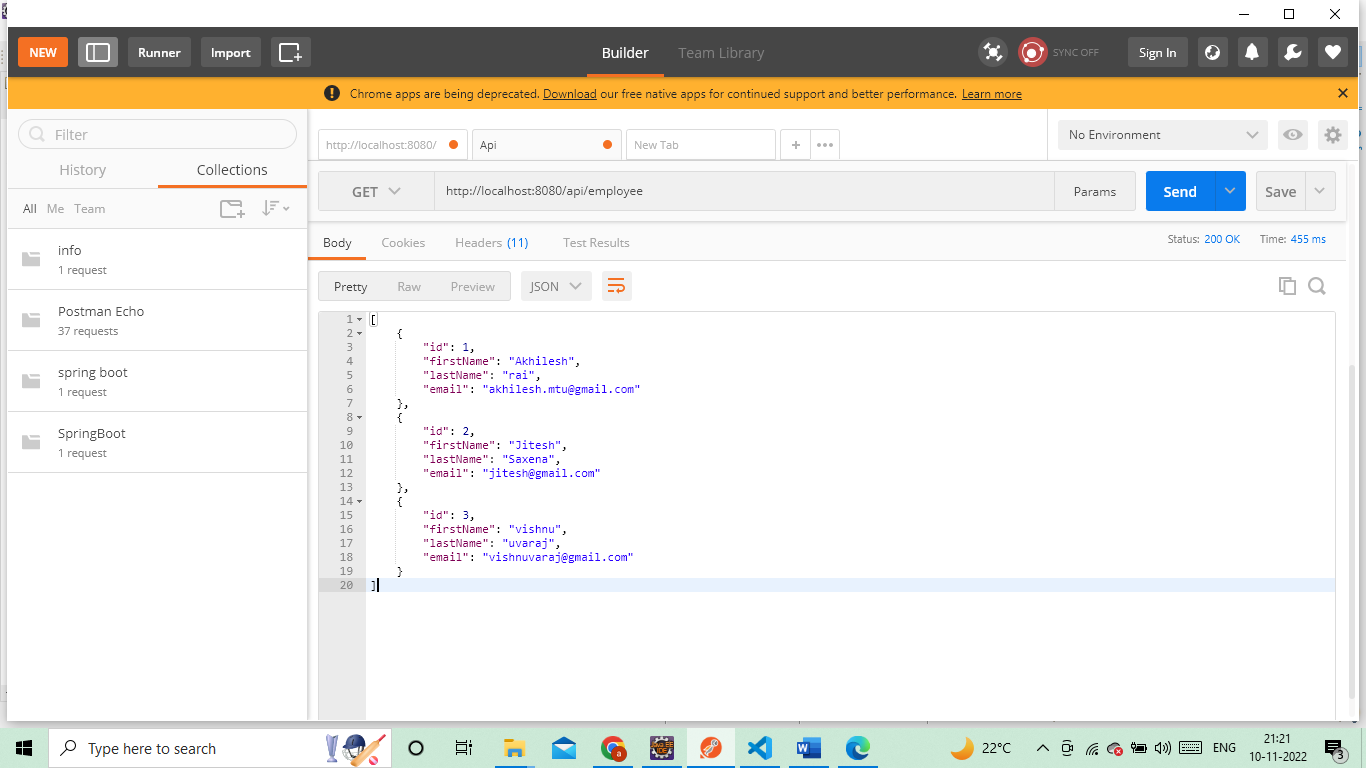 NEW Runner Import Builder Team Library SYNC OFF Sign In
Chrome apps are being deprecated. Download our free native apps for continued support and better performance. Learn more
Filter
History Collections
All Me Team
info
1 request
Postman Echo
37 requests
spring boot
1 request
SpringBoot
1 request
http://localhost:8080/ Api New Tab + ••• No Environment
GET http://localhost:8080/api/employee Params Send Save
Body Cookies Headers (11) Test Results Status: 200 OK Time: 455 ms
Pretty Raw Preview JSON
1 [
2 {
3 "id": 1,
4 "firstName": "Akhilesh",
5 "lastName": "rai",
6 "email": "akhilesh.mtu@gmail.com"
7 },
8 {
9 "id": 2,
10 "firstName": "Jitesh",
11 "lastName": "Saxena",
12 "email": "jitesh@gmail.com"
13 },
14 {
15 "id": 3,
16 "firstName": "vishnu",
17 "lastName": "uvaraj",
18 "email": "vishnuvaraj@gmail.com"
19 }
20 ]
Type here to search 22°C ENG 21:21
10-11-2022 3